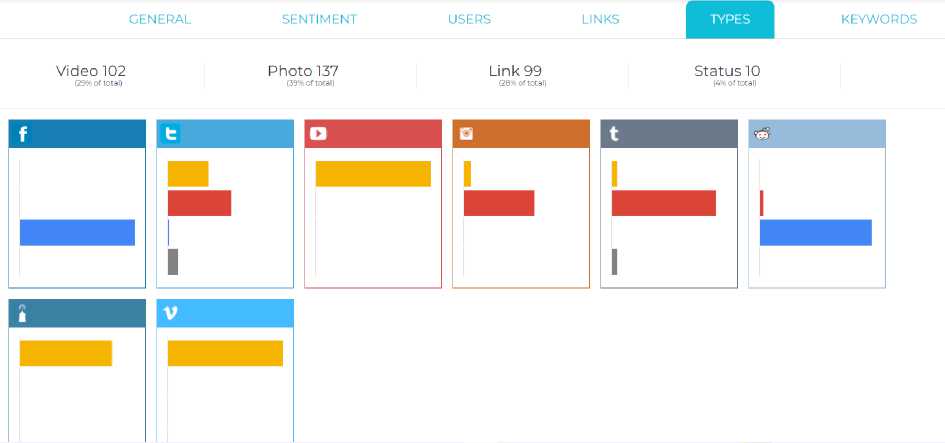 GENERAL SENTIMENT USERS LINKS TYPES KEYWORDS
Video 102 Photo 137 Link 99 Status 10
(29% of total) (39% of total) (28% of total) (4% of total)